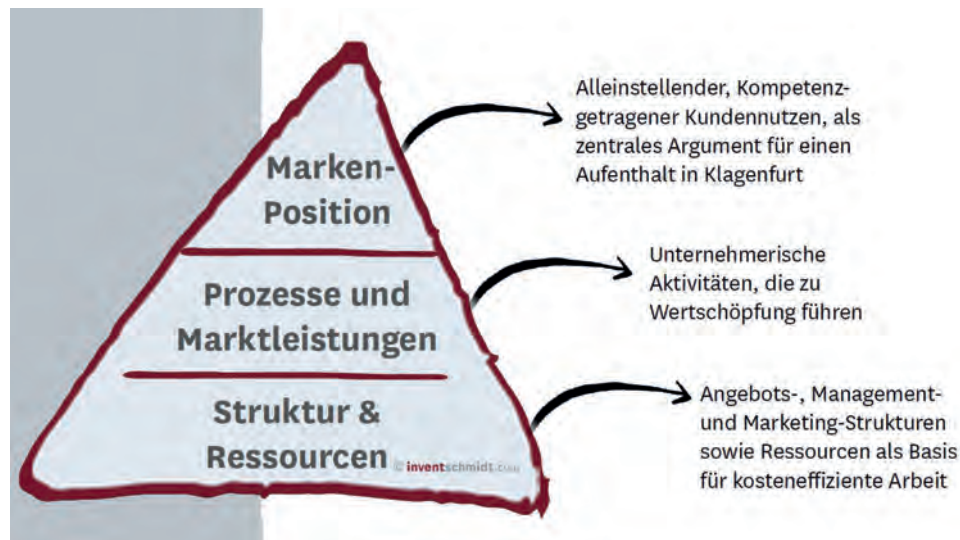 Marken-
Position
Alleinstellender, Kompetenz-
getragener Kundennutzen, als
zentrales Argument für einen
Aufenthalt in Klagenfurt
Prozesse und
Marktleistungen
Unternehmerische
Aktivitäten, die zu
Wertschöpfung führen
Struktur &
Ressourcen
© inventschmidt.com
Angebots-, Management-
und Marketing-Strukturen
sowie Ressourcen als Basis
für kosteneffiziente Arbeit